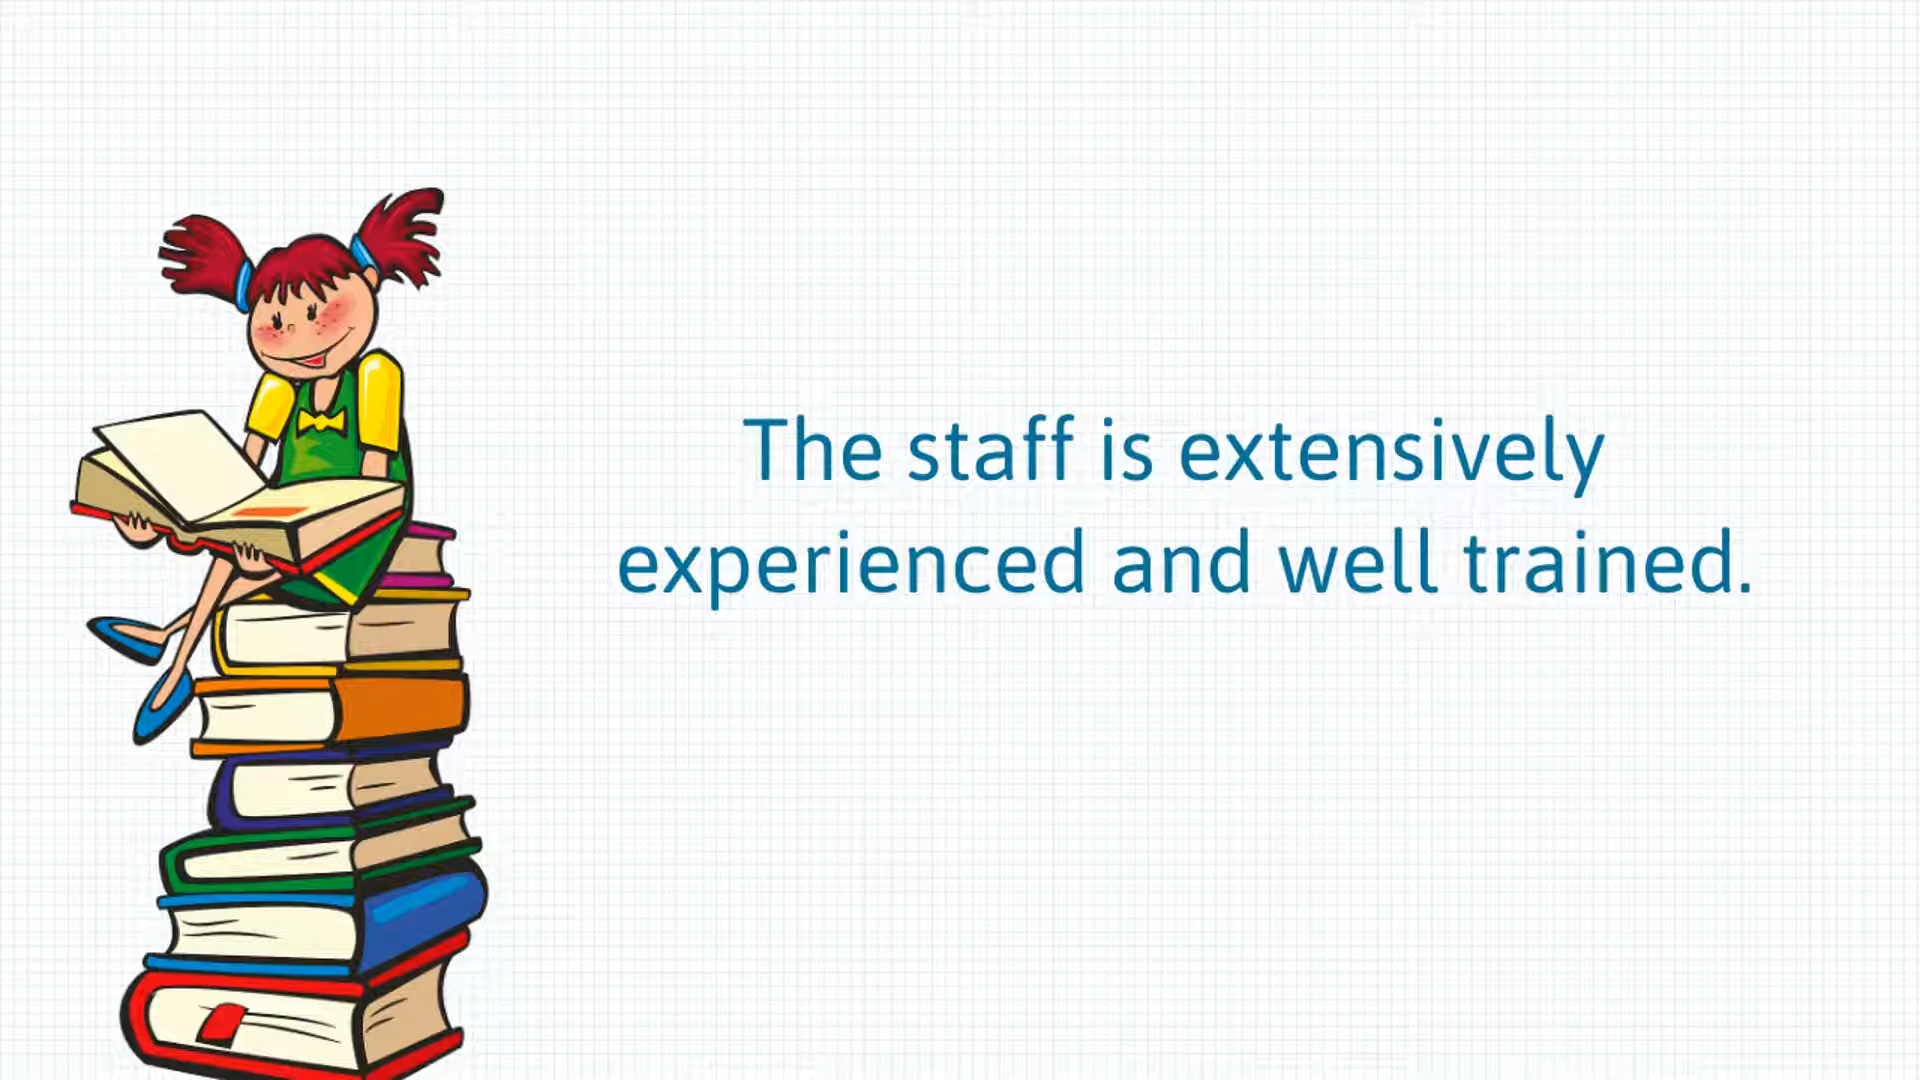 The staff is extensively
experienced and well trained.